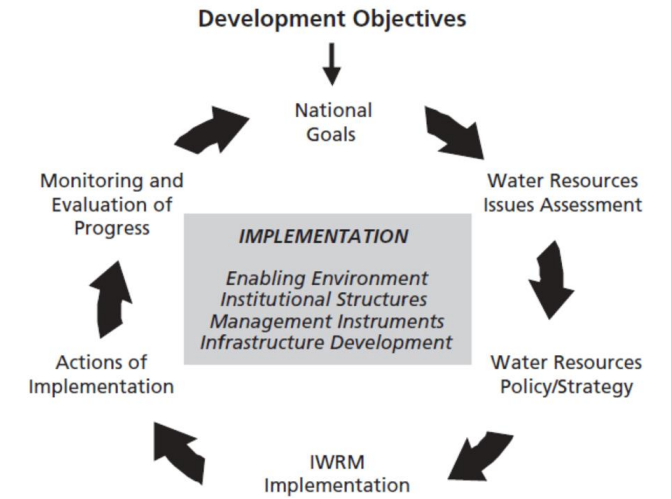 Development Objectives
National
Goals
Water Resources
Issues Assessment
Water Resources
Policy/Strategy
IWRM
Implementation
Actions of
Implementation
Monitoring and
Evaluation of
Progress
IMPLEMENTATION
Enabling Environment
Institutional Structures
Management Instruments
Infrastructure Development